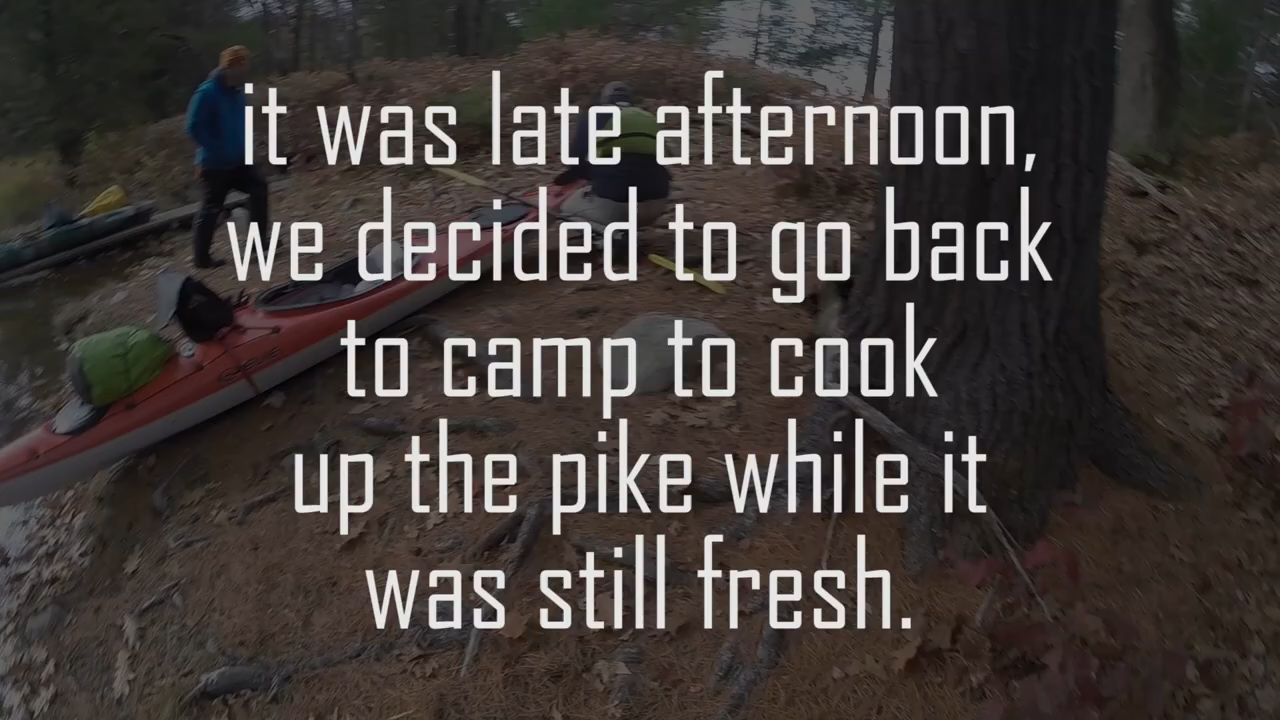 it was late afternoon,
we decided to go back
to camp to cook
up the pike while it
was still fresh.